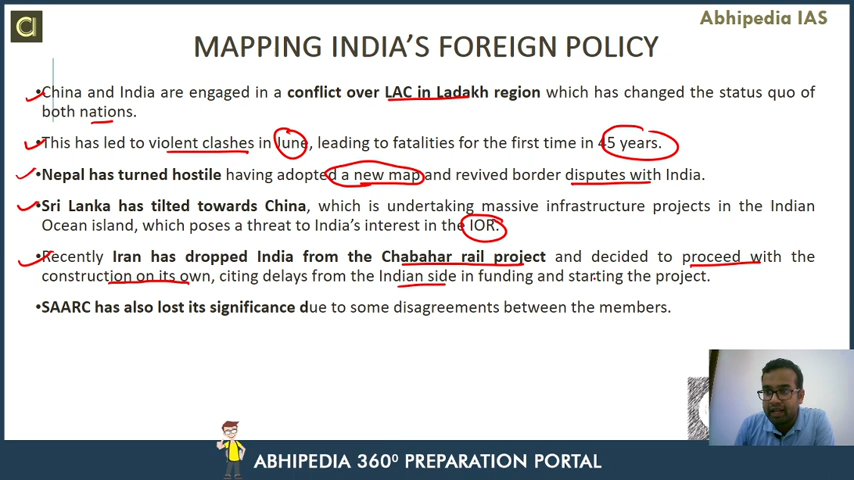 Abhipedia IAS
MAPPING INDIA'S FOREIGN POLICY
•China and India are engaged in a conflict over LAC in Ladakh region which has changed the status quo of
both nations.
•This has led to violent clashes in June, leading to fatalities for the first time in 45 years.
•Nepal has turned hostile having adopted a new map and revived border disputes with India.
•Sri Lanka has tilted towards China, which is undertaking massive infrastructure projects in the Indian
Ocean island, which poses a threat to India's interest in the IOR.
•Recently Iran has dropped India from the Chabahar rail project and decided to proceed with the
construction on its own, citing delays from the Indian side in funding and starting the project.
•SAARC has also lost its significance due to some disagreements between the members.
ABHIPEDIA 360⁰ PREPARATION PORTAL